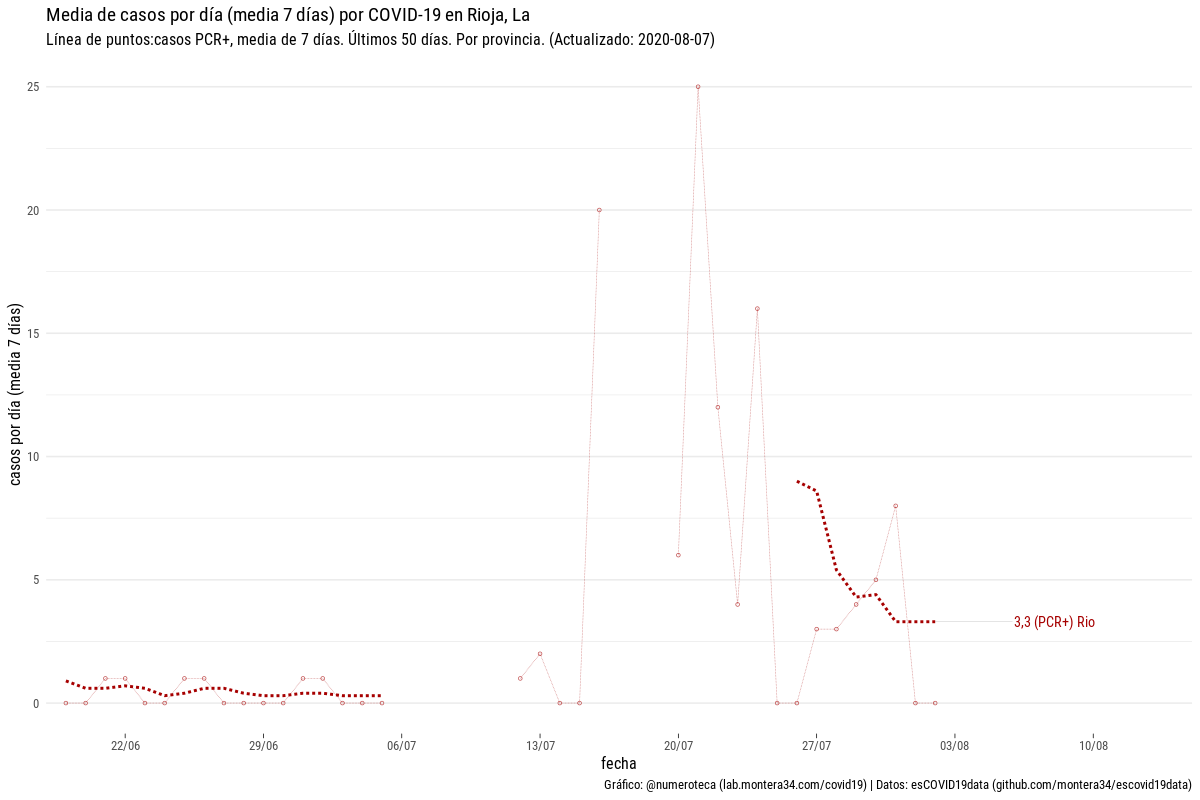 Media de casos por día (media 7 días) por COVID-19 en Rioja, La
Línea de puntos:casos PCR+, media de 7 días. Últimos 50 días. Por provincia. (Actualizado: 2020-08-07)
casos por día (media 7 días)
25
20
15
10
5
0
3,3 (PCR+) Rio
22/06
29/06
06/07
13/07
20/07
27/07
03/08
10/08
fecha
Gráfico: @numeroteca (lab.montera34.com/covid19) | Datos: esCOVID19data (github.com/montera34/escovid19data)